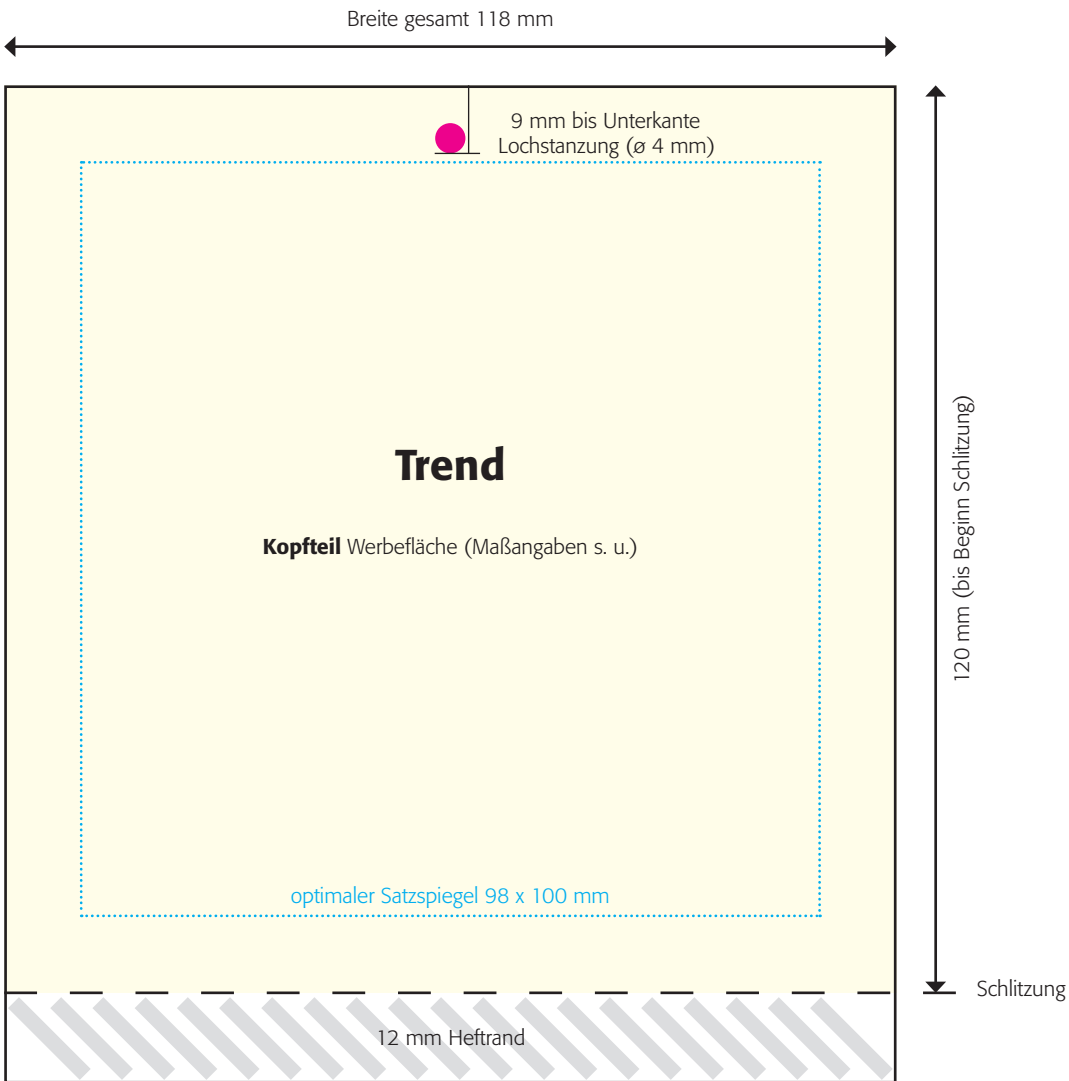 Breite gesamt 118 mm
9 mm bis Unterkante
Lochstanzung (ø 4 mm)
Trend
Kopfteil Werbefläche (Maßangaben s. u.)
120 mm (bis Beginn Schlitzung)
optimaler Satzspiegel 98 x 100 mm
Schlitzung
12 mm Heftrand